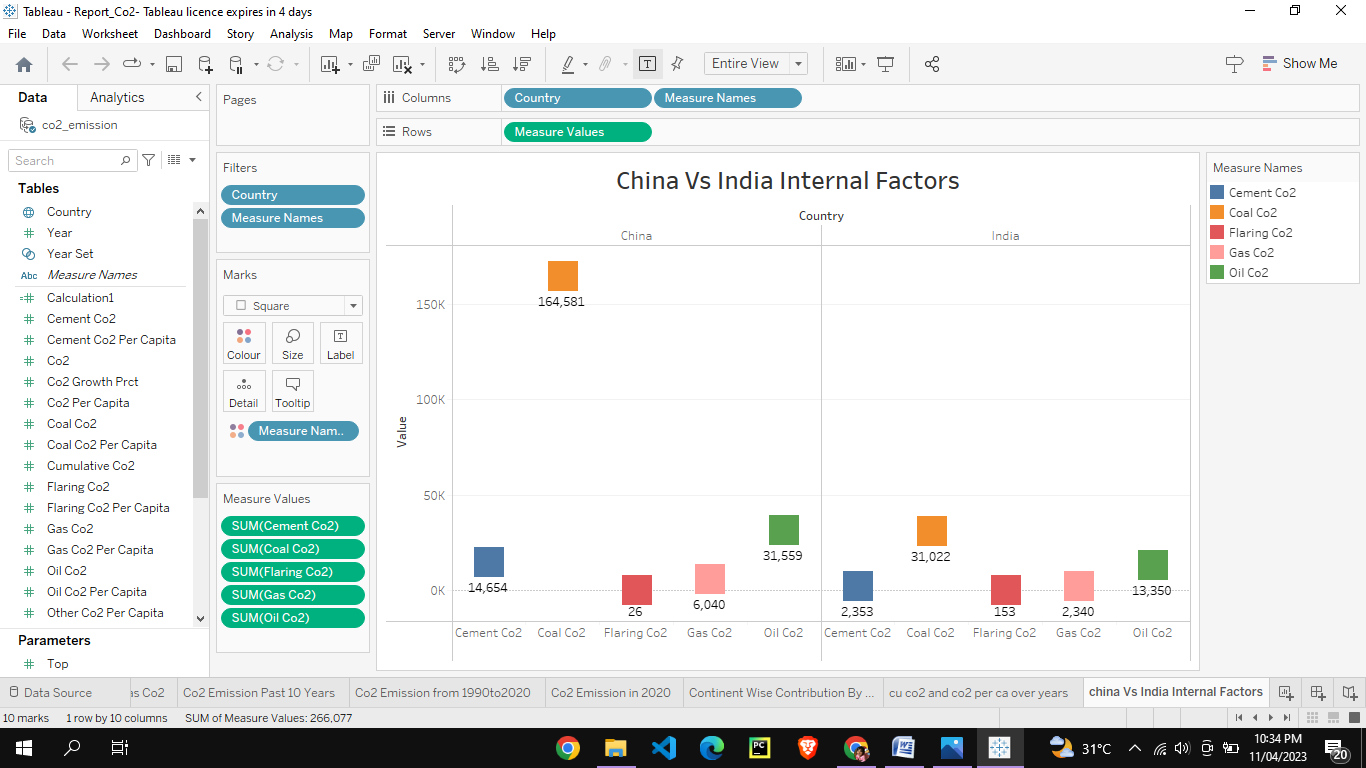 Tableau - Report_Co2- Tableau licence expires in 4 days
File Data Worksheet Dashboard Story Analysis Map Format Server Window Help
Entire View
Show Me
Data Analytics
co2_emission
Search
Tables
Country
Year
Year Set
Abc Measure Names
Calculation1
Cement Co2
Cement Co2 Per Capita
Co2
Co2 Growth Prct
Co2 Per Capita
Coal Co2
Coal Co2 Per Capita
Cumulative Co2
Flaring Co2
Flaring Co2 Per Capita
Gas Co2
Gas Co2 Per Capita
Oil Co2
Oil Co2 Per Capita
Other Co2 Per Capita
Parameters
Top
Pages
Filters
Country
Measure Names
Marks
Square
Colour Size Label
Detail Tooltip
Measure Nam..
Measure Values
SUM(Cement Co2)
SUM(Coal Co2)
SUM(Flaring Co2)
SUM(Gas Co2)
SUM(Oil Co2)
Columns Country Measure Names
Rows Measure Values
China Vs India Internal Factors
Country
China India
Value
150K
100K
50K
0K
164,581
14,654
26
6,040
31,559
2,353
31,022
153
2,340
13,350
Cement Co2 Coal Co2 Flaring Co2 Gas Co2 Oil Co2 Cement Co2 Coal Co2 Flaring Co2 Gas Co2 Oil Co2
Measure Names
Cement Co2
Coal Co2
Flaring Co2
Gas Co2
Oil Co2
Data Source as Co2 Co2 Emission Past 10 Years Co2 Emission from 1990to2020 Co2 Emission in 2020 Continent Wise Contribution By ... cu co2 and co2 per ca over years china Vs India Internal Factors
10 marks 1 row by 10 columns SUM of Measure Values: 266,077
31°C
10:34 PM
11/04/2023
20